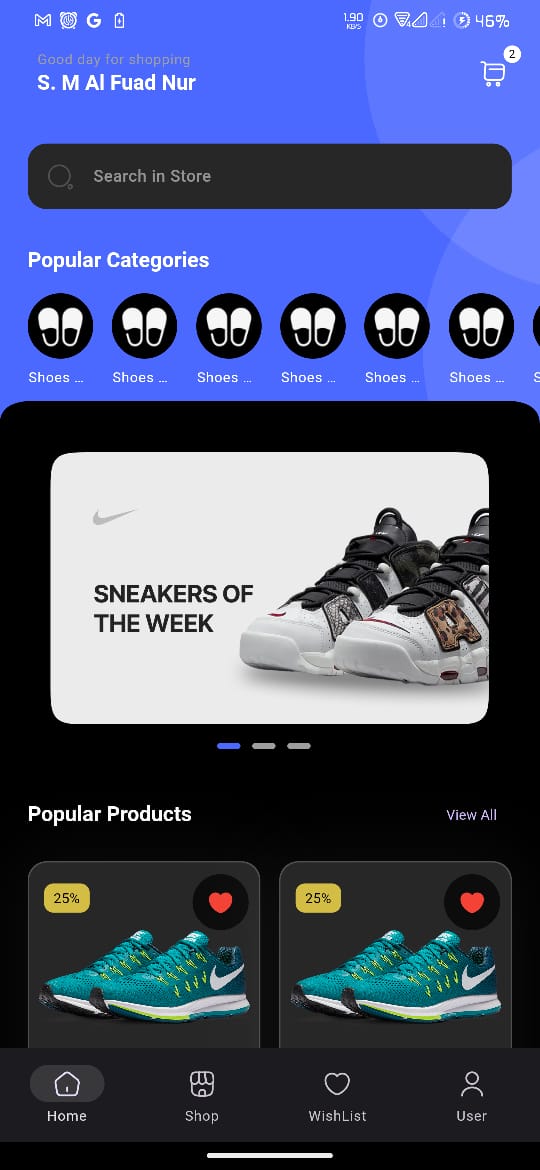 1.90
KB/S
46%
Good day for shopping
S. M Al Fuad Nur
2
Search in Store
Popular Categories
Shoes ...
Shoes ...
Shoes ...
Shoes ...
Shoes ...
Shoes ...
S
SNEAKERS OF
THE WEEK
Popular Products
View All
25%
25%
Home
Shop
WishList
User